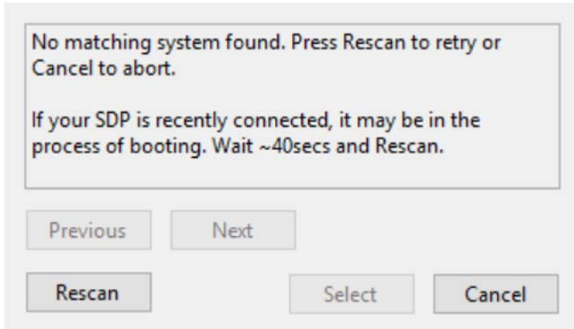 No matching system found. Press Rescan to retry or
Cancel to abort.
If your SDP is recently connected, it may be in the
process of booting. Wait ~40secs and Rescan.
Previous Next
Rescan Select Cancel